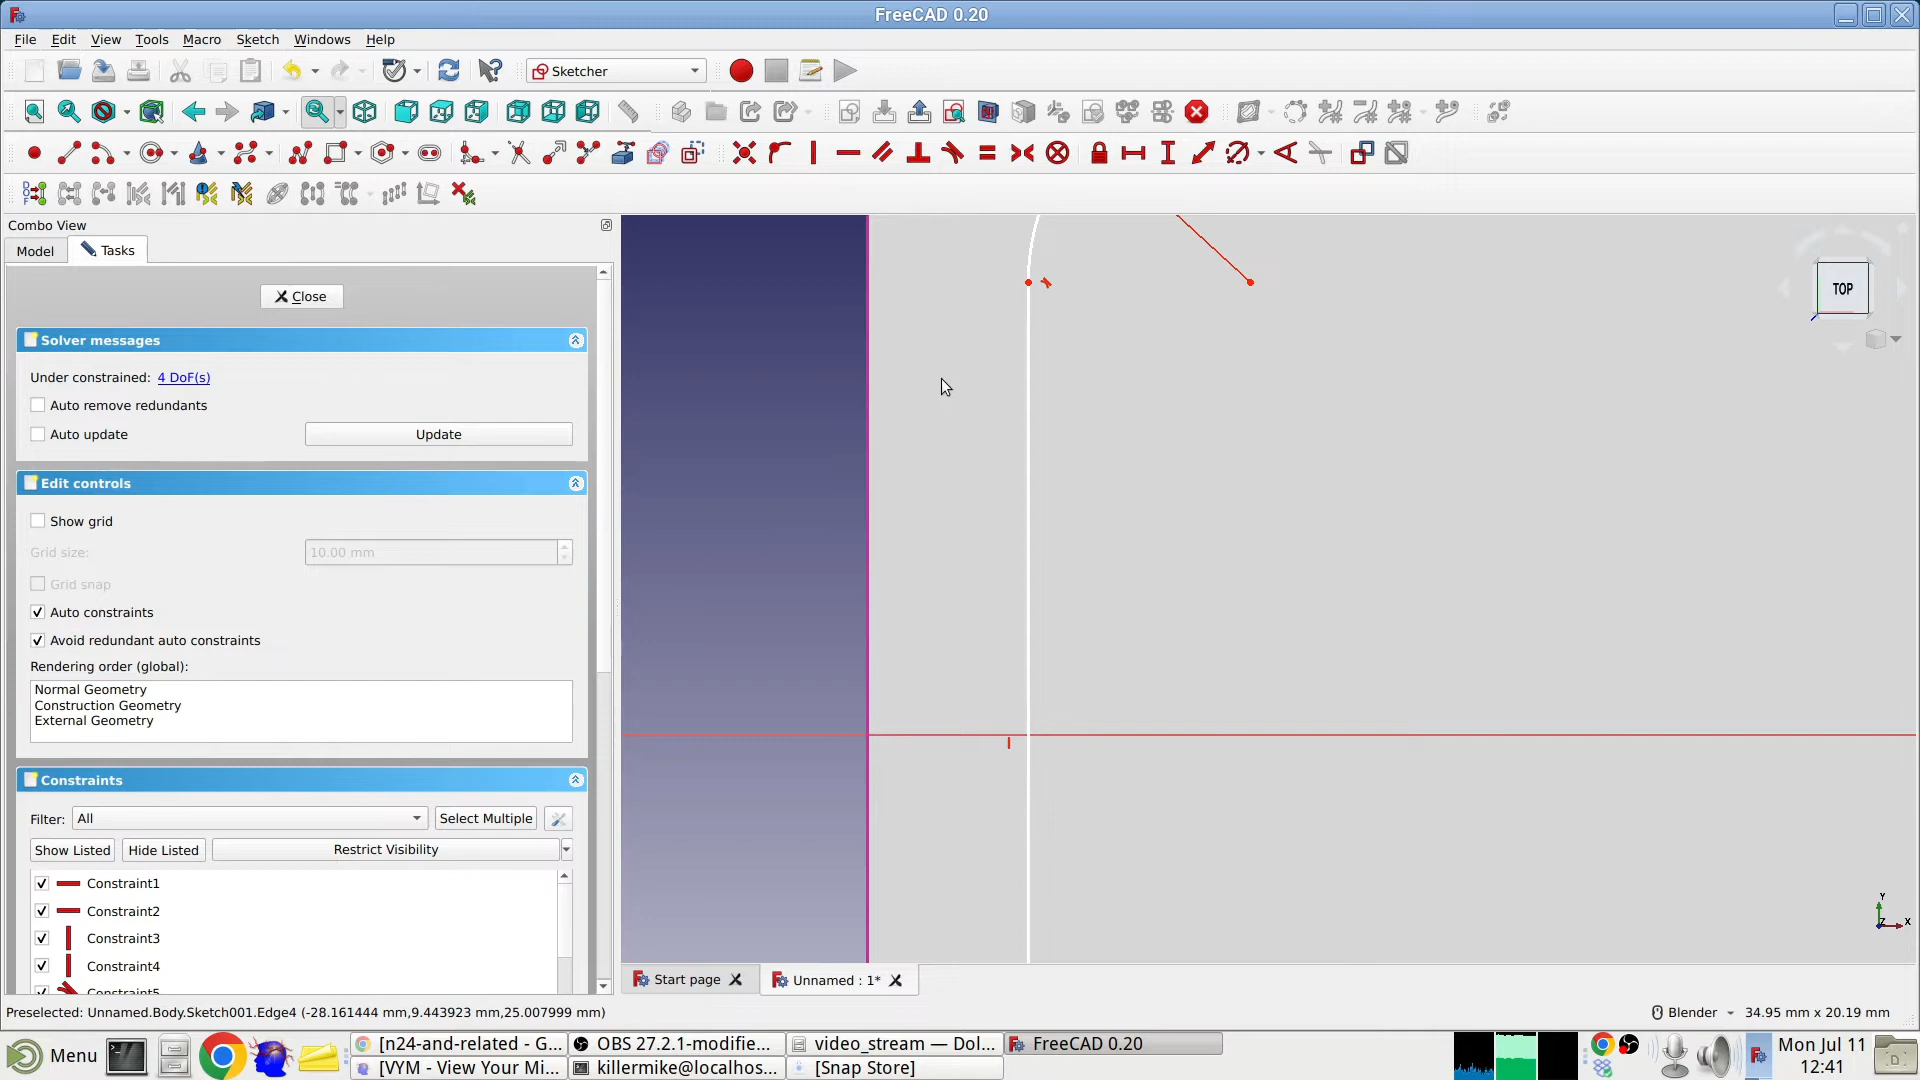 FreeCAD 0.20
File Edit View Tools Macro Sketch Windows Help
Sketcher
Combo View
Model Tasks
Close
Solver messages
Under constrained: 4 DoF(s)
Auto remove redundants
Auto update Update
Edit controls
Show grid
Grid size: 10.00 mm
Grid snap
Auto constraints
Avoid redundant auto constraints
Rendering order (global):
Normal Geometry
Construction Geometry
External Geometry
Constraints
Filter: All Select Multiple
Show Listed Hide Listed Restrict Visibility
Constraint1
Constraint2
Constraint3
Constraint4
Constraint5
TOP
Y
Z X
Start page Unnamed : 1*
Preselected: Unnamed.Body.Sketch001.Edge4 (-28.161444 mm,9.443923 mm,25.007999 mm) Blender 34.95 mm x 20.19 mm
Menu [n24-and-related - G... OBS 27.2.1-modifie... video_stream — Dol... FreeCAD 0.20 Mon Jul 11
[VYM - View Your Mi... killermike@localhos... [Snap Store] 12:41